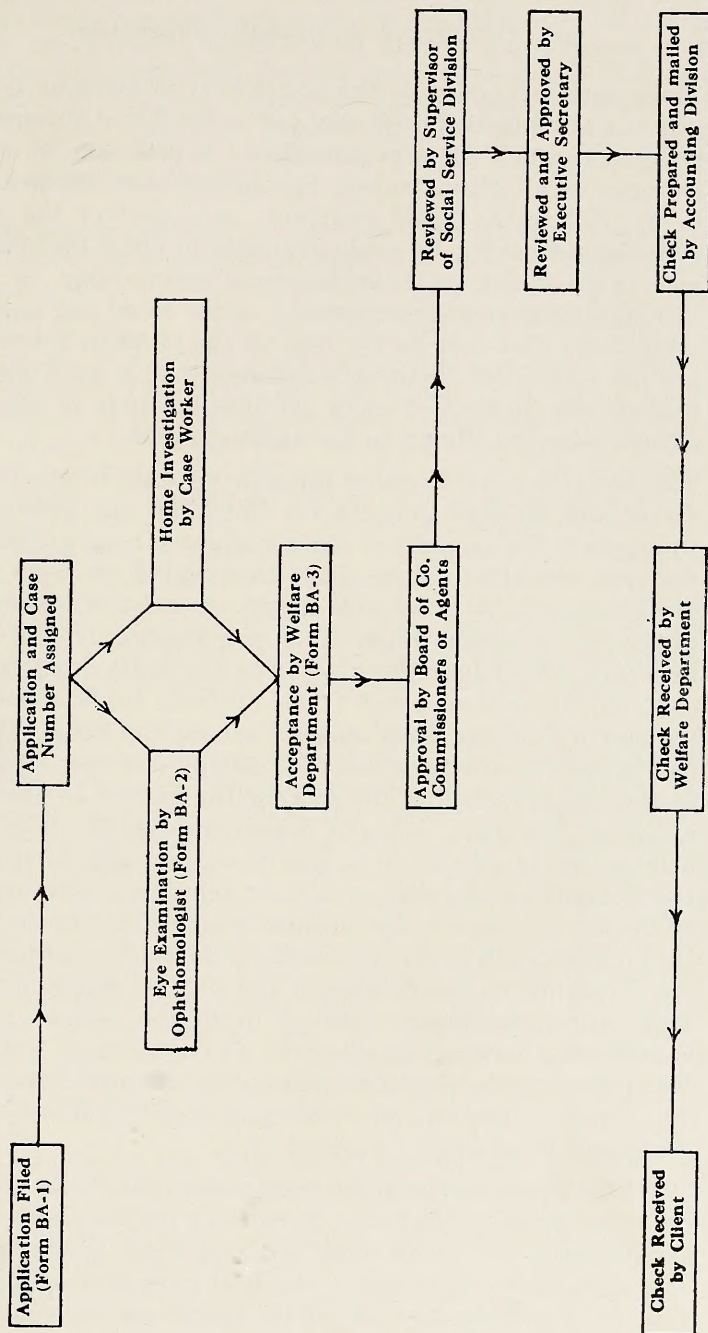 Application Filed
(Form BA-1)
Application and Case
Number Assigned
Eye Examination by
Ophthomologist (Form BA-2)
Home Investigation
by Case Worker
Acceptance by Welfare
Department (Form BA-3)
Approval by Board of Co.
Commissioners or Agents
Reviewed by Supervisor
of Social Service Division
Reviewed and Approved by
Executive Secretary
Check Prepared and mailed
by Accounting Division
Check Received by
Welfare Department
Check Received
by Client